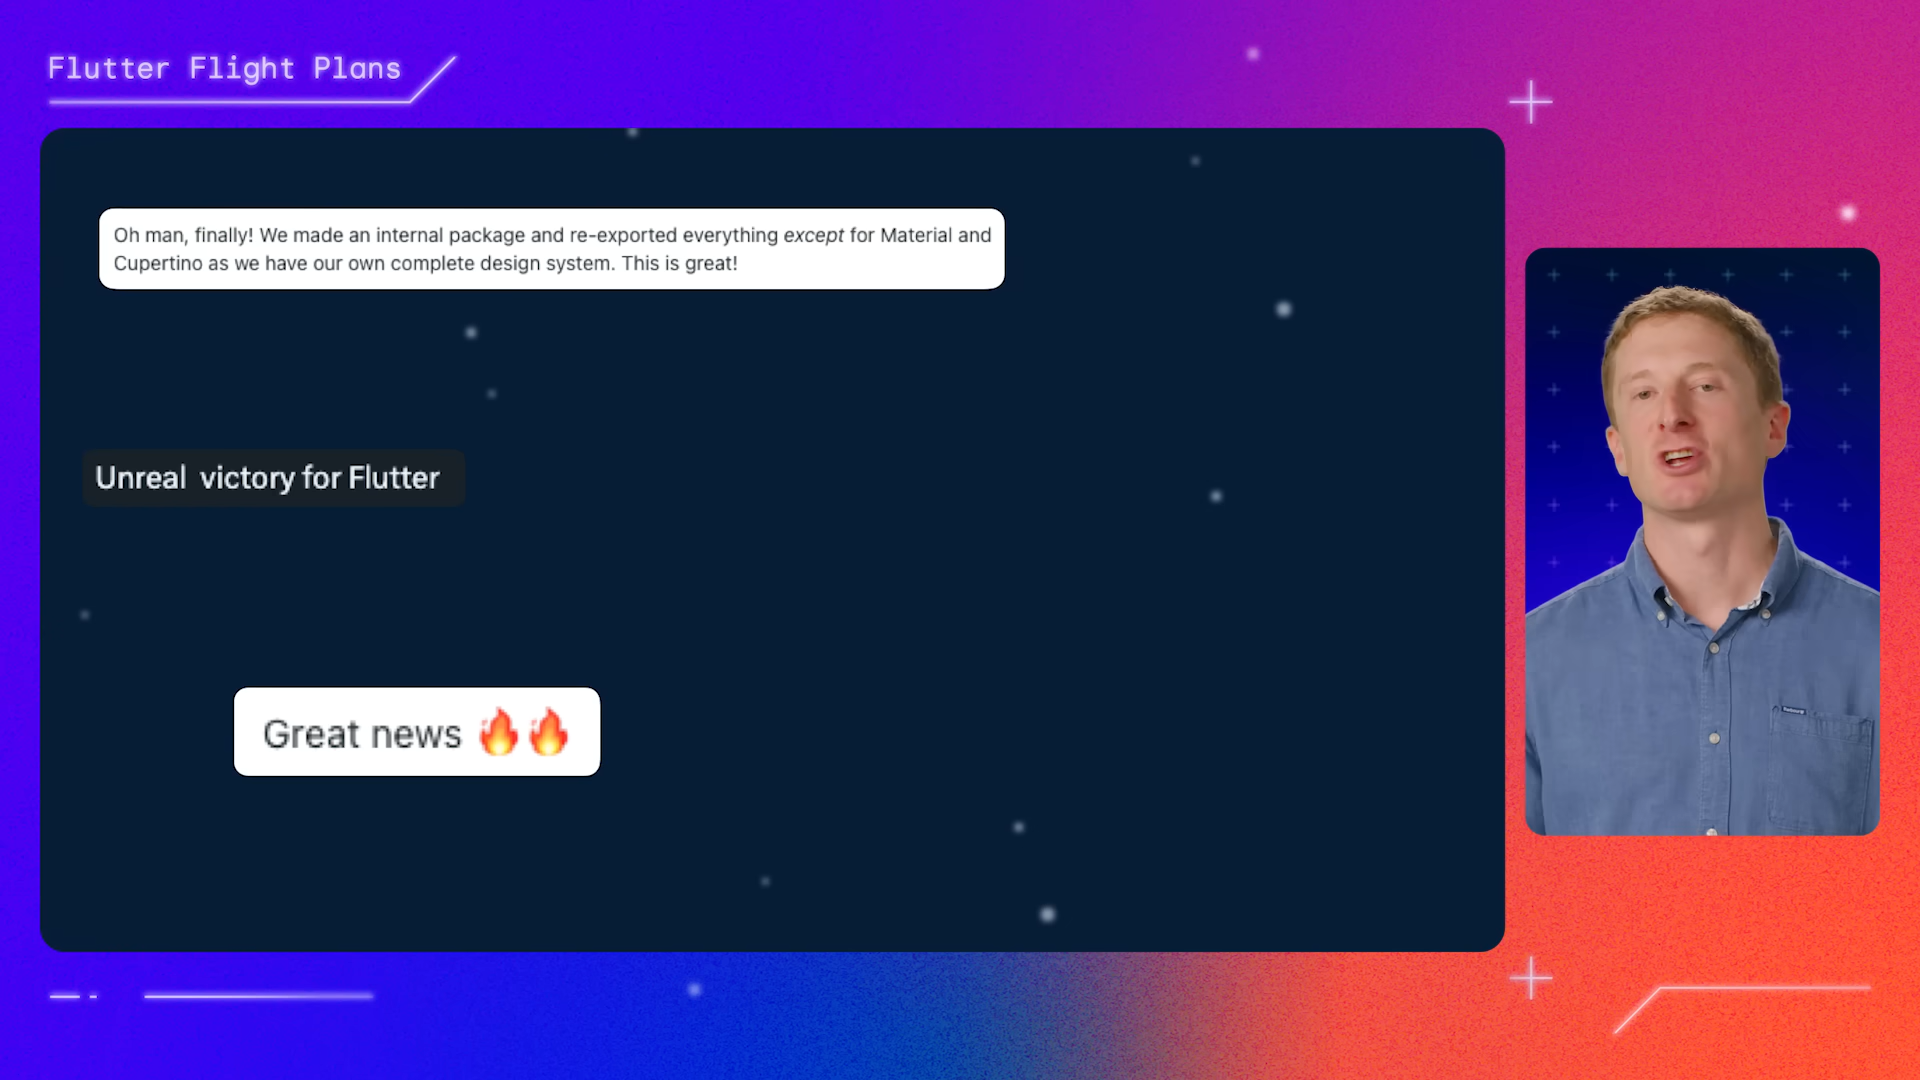 Flutter Flight Plans
Oh man, finally! We made an internal package and re-exported everything except for Material and
Cupertino as we have our own complete design system. This is great!
Unreal victory for Flutter
Great news 🔥🔥